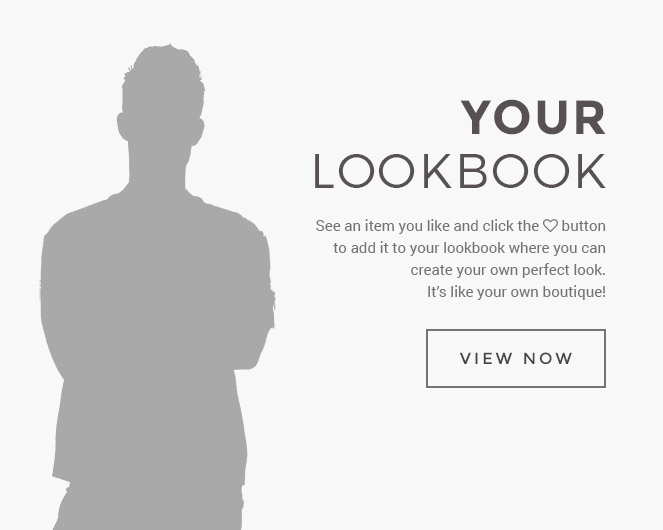 YOUR
LOOKBOOK
See an item you like and click the ♡ button
to add it to your lookbook where you can
create your own perfect look.
It's like your own boutique!
VIEW NOW